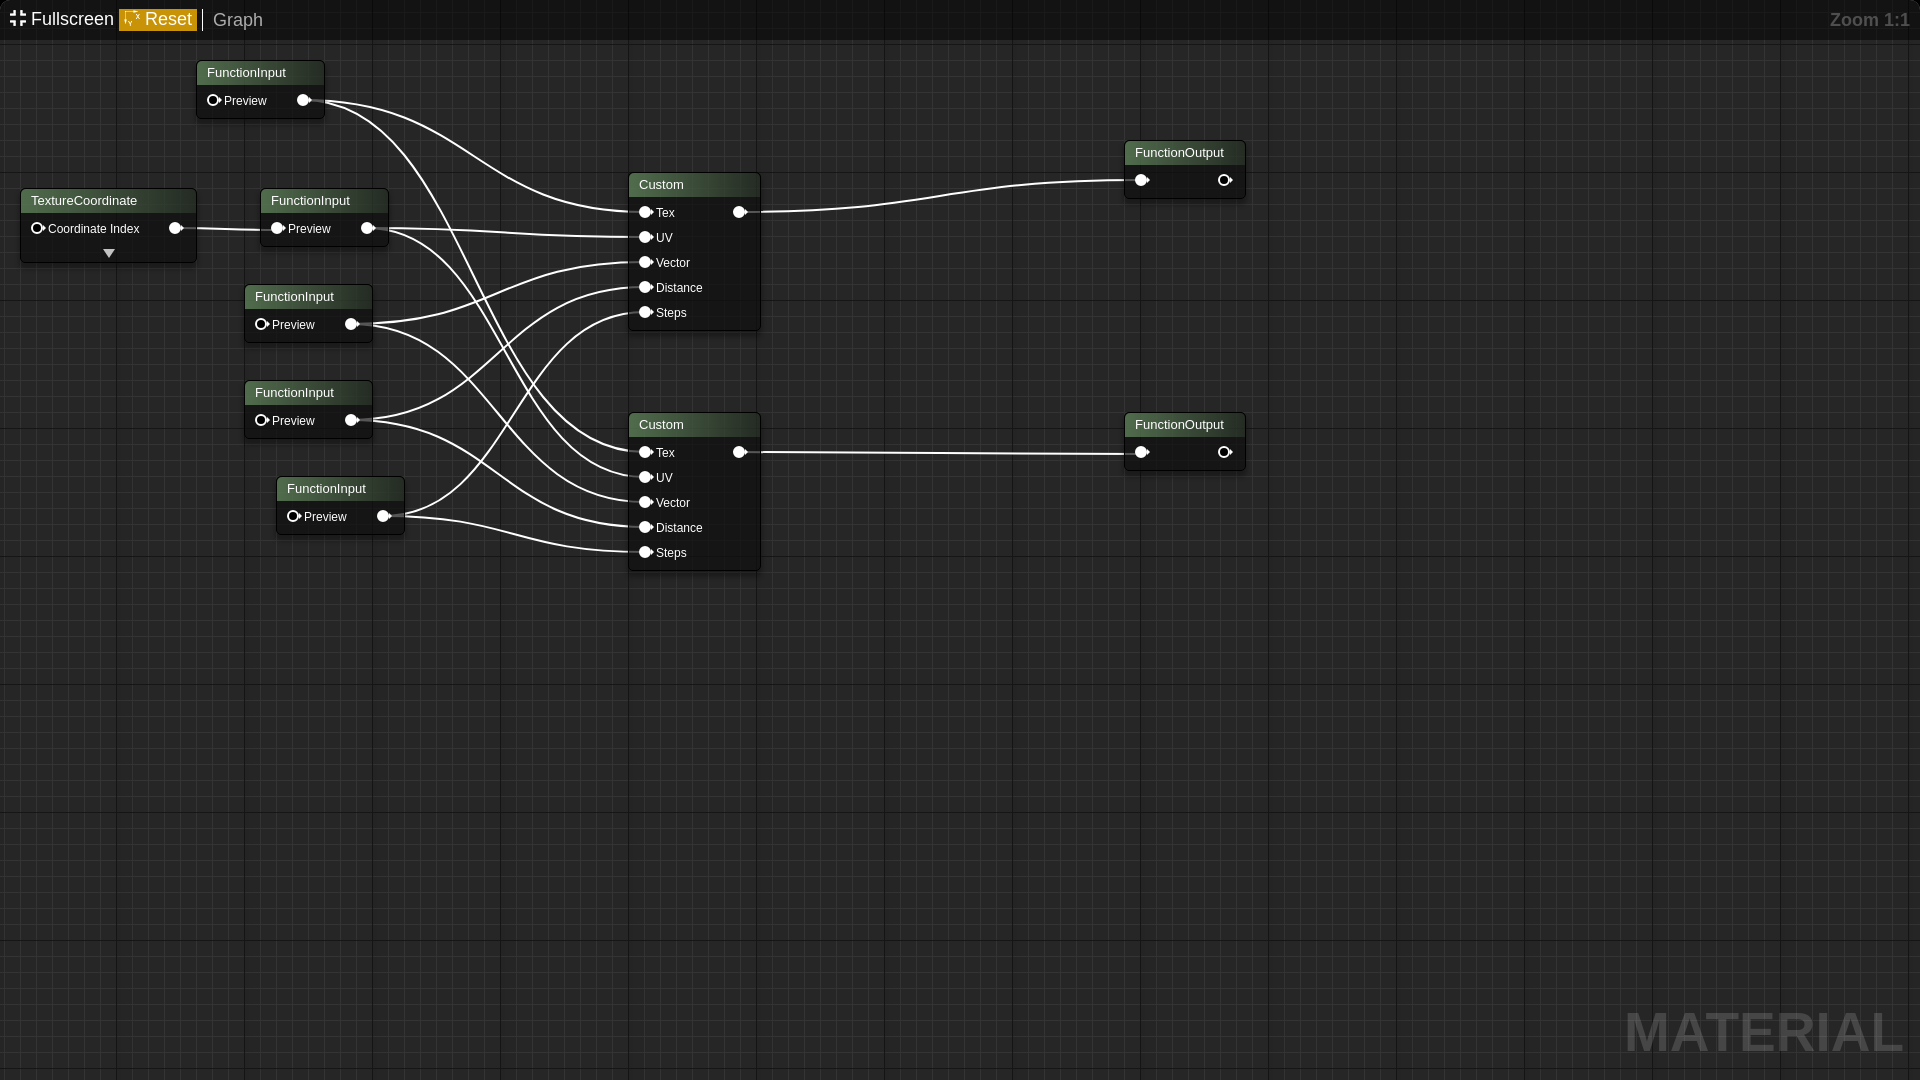 Fullscreen Reset Graph
Zoom 1:1
FunctionInput
Preview
TextureCoordinate
Coordinate Index
FunctionInput
Preview
FunctionInput
Preview
FunctionInput
Preview
FunctionInput
Preview
Custom
Tex
UV
Vector
Distance
Steps
Custom
Tex
UV
Vector
Distance
Steps
FunctionOutput
FunctionOutput
MATERIAL